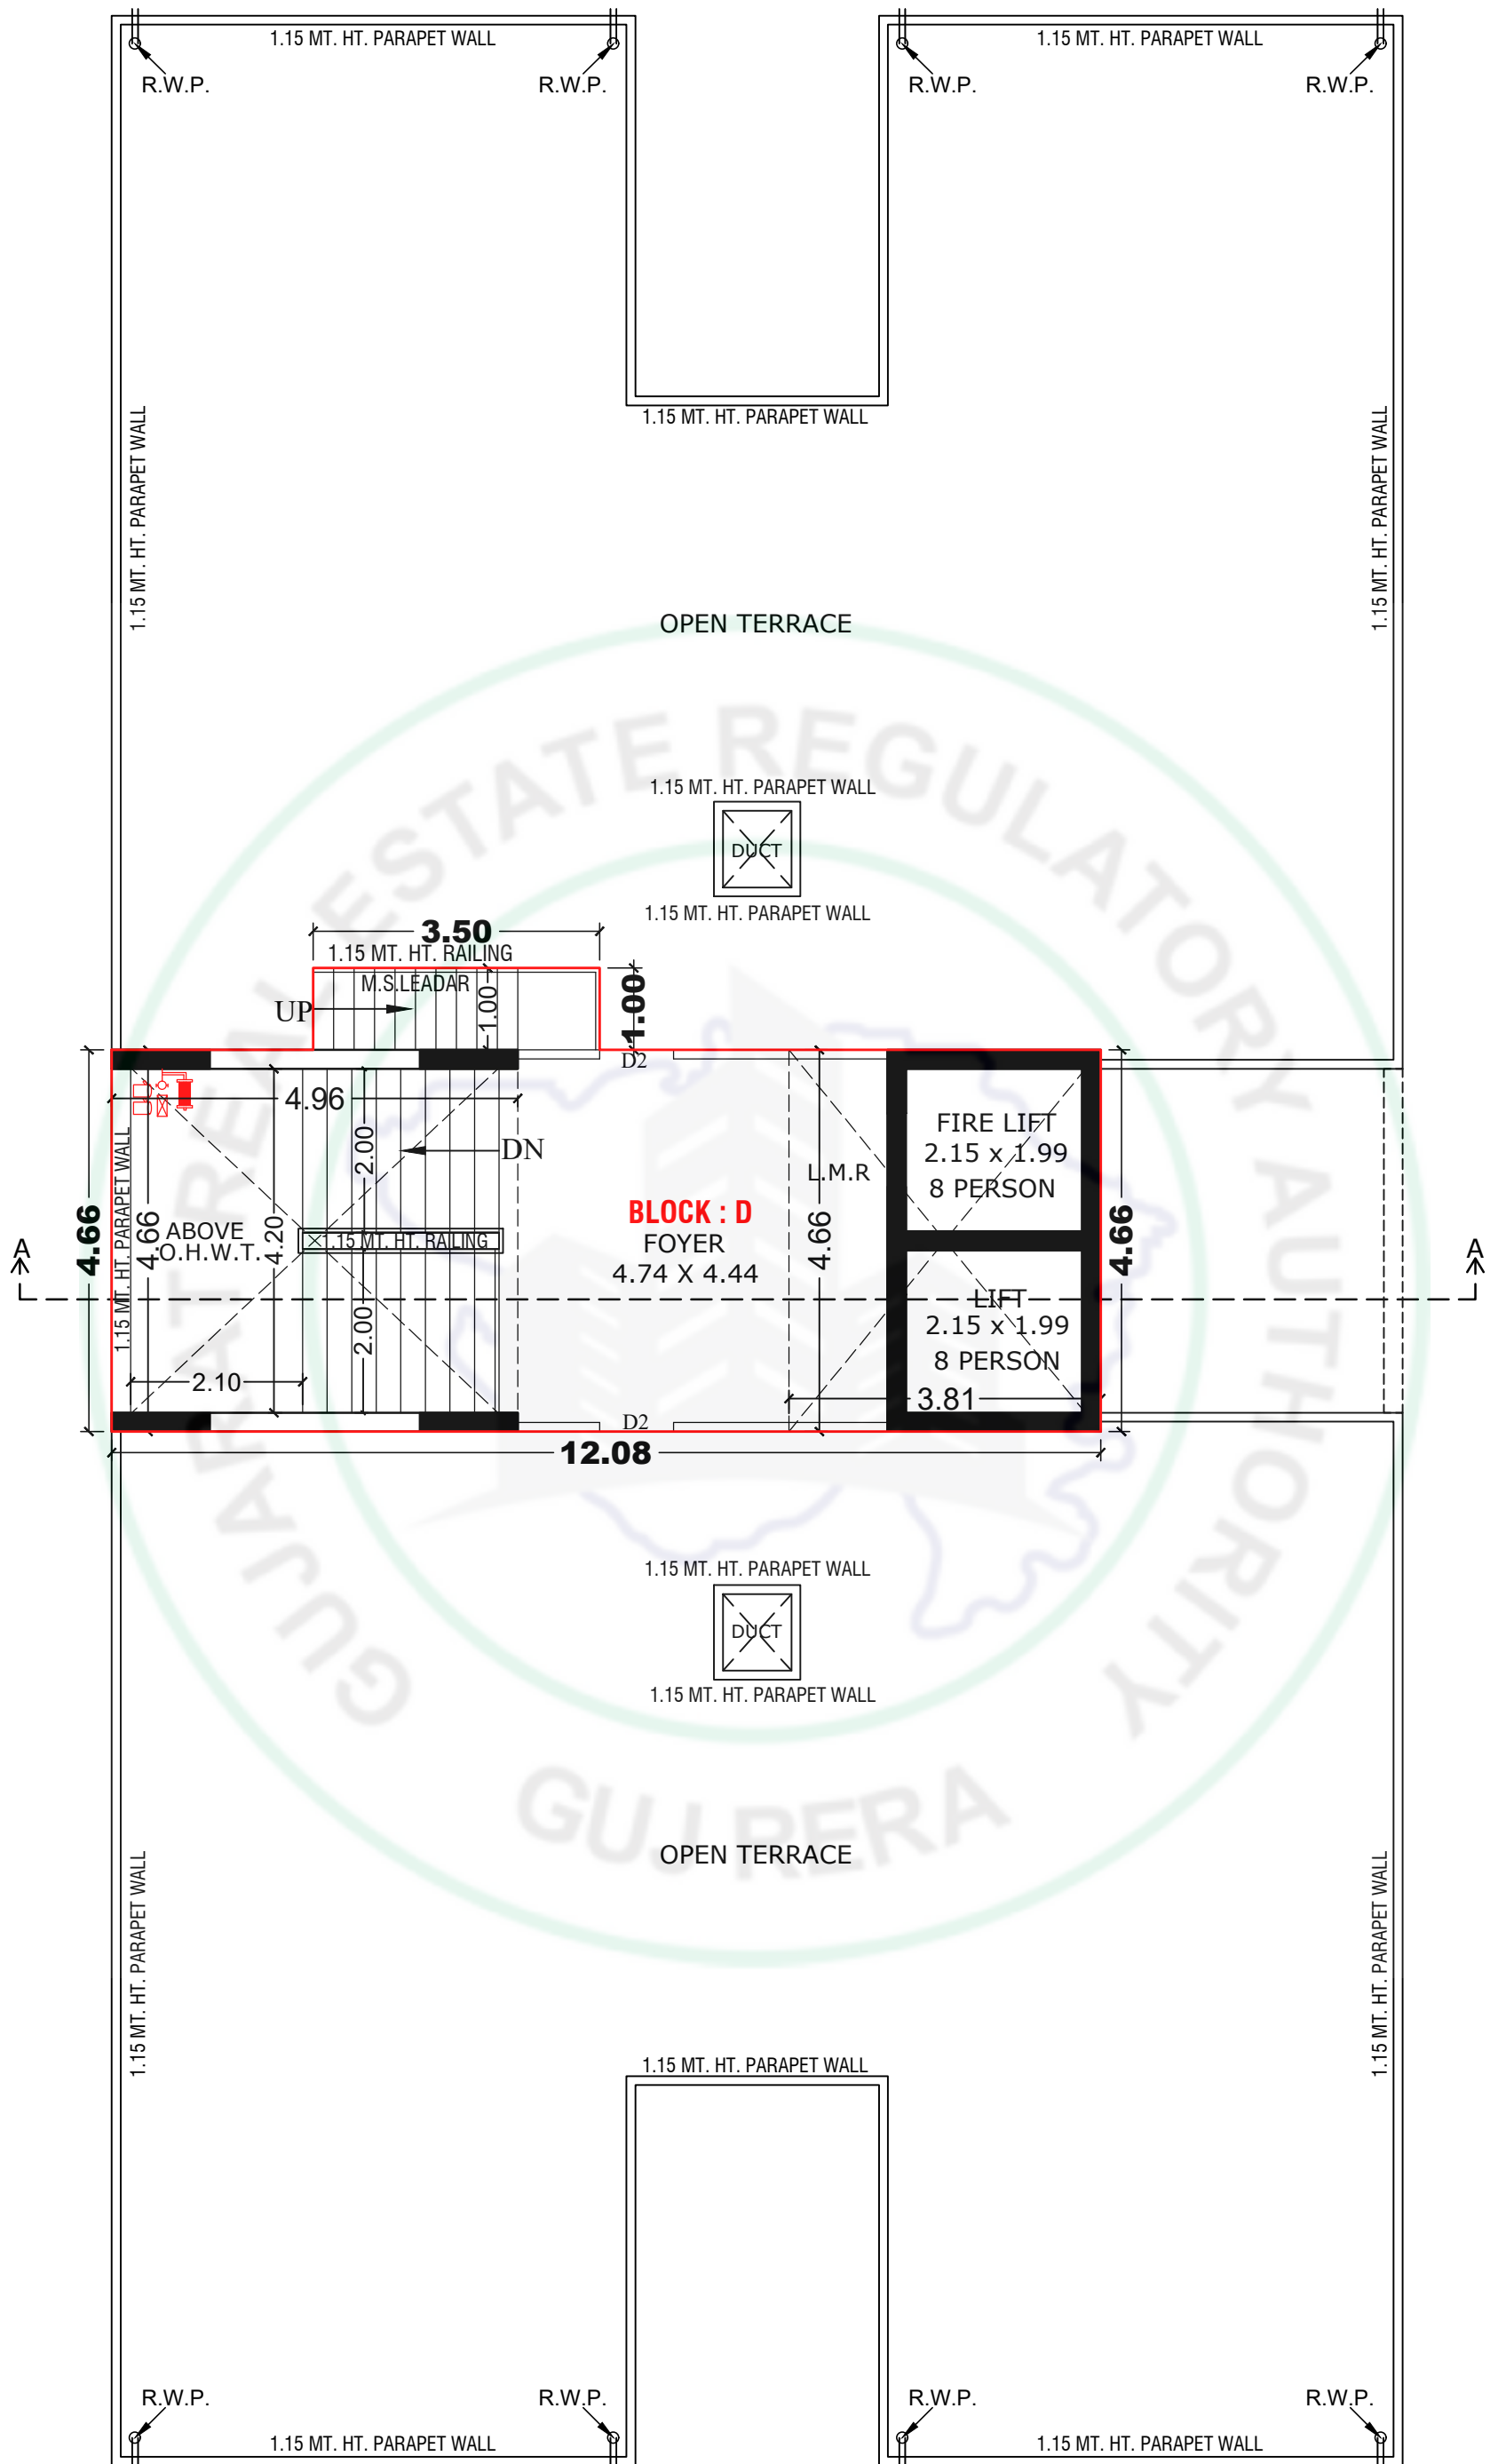 1.15 MT. HT. PARAPET WALL
1.15 MT. HT. PARAPET WALL
R.W.P.
R.W.P.
R.W.P.
R.W.P.
1.15 MT. HT. PARAPET WALL
1.15 MT. HT. PARAPET WALL
1.15 MT. HT. PARAPET WALL
OPEN TERRACE
GUJARAT REAL ESTATE REGULATORY AUTHORITY
1.15 MT. HT. PARAPET WALL
DUCT
1.15 MT. HT. PARAPET WALL
3.50
1.15 MT. HT. RAILING
M.S.LEADAR
UP
1.00
1.00
D2
4.96
2.00
DN
FIRE LIFT
2.15 x 1.99
8 PERSON
L.M.R
4.66
1.15 MT. HT. PARAPET WALL
4.66
ABOVE
O.H.W.T.
4.20
1.15 MT. HT. RAILING
BLOCK : D
FOYER
4.74 X 4.44
4.66
4.66
A
A
LIFT
2.15 x 1.99
8 PERSON
2.00
2.10
3.81
D2
12.08
1.15 MT. HT. PARAPET WALL
DUCT
1.15 MT. HT. PARAPET WALL
GUJ RERA
OPEN TERRACE
1.15 MT. HT. PARAPET WALL
1.15 MT. HT. PARAPET WALL
1.15 MT. HT. PARAPET WALL
R.W.P.
R.W.P.
R.W.P.
R.W.P.
1.15 MT. HT. PARAPET WALL
1.15 MT. HT. PARAPET WALL